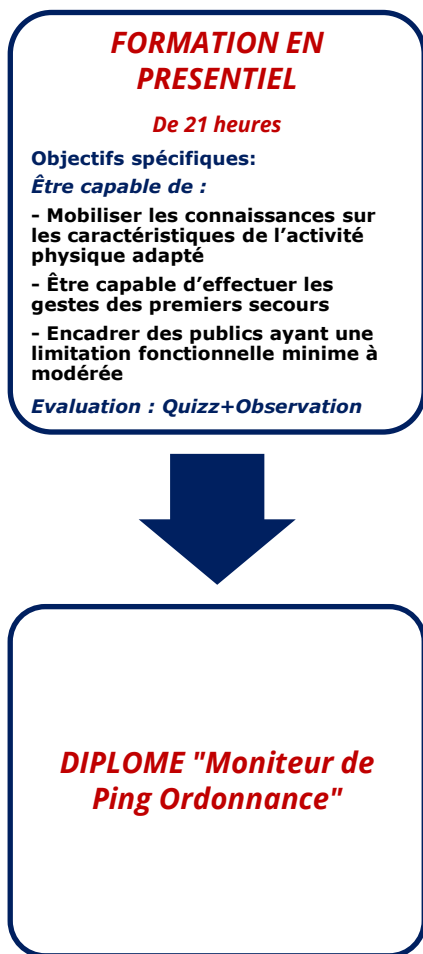 FORMATION EN
PRESENTIEL
De 21 heures
Objectifs spécifiques:
Être capable de :
- Mobiliser les connaissances sur
les caractéristiques de l’activité
physique adapté
- Être capable d’effectuer les
gestes des premiers secours
- Encadrer des publics ayant une
limitation fonctionnelle minime à
modérée
Evaluation : Quizz+Observation
DIPLOME "Moniteur de
Ping Ordonnance"